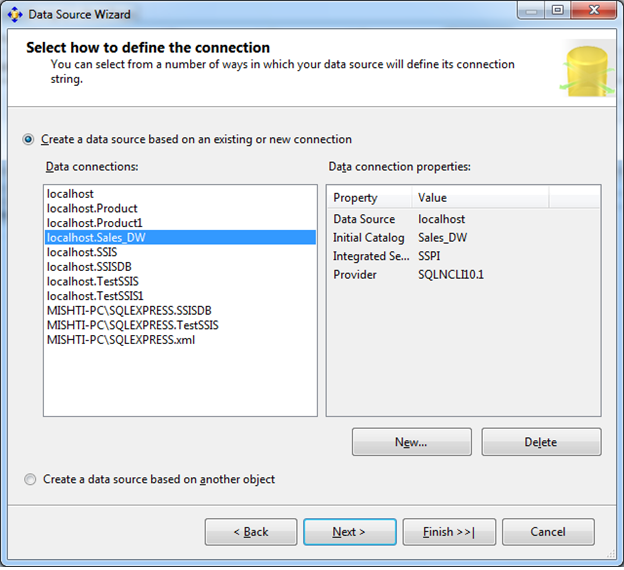 Data Source Wizard
Select how to define the connection
You can select from a number of ways in which your data source will define its connection
string.
Create a data source based on an existing or new connection
Data connections:
Data connection properties:
localhost
localhost.Product
localhost.Product1
localhost.Sales_DW
localhost.SSIS
localhost.SSISDB
localhost.TestSSIS
localhost.TestSSIS1
MISHTI-PC\SQLEXPRESS.SSISDB
MISHTI-PC\SQLEXPRESS.TestSSIS
MISHTI-PC\SQLEXPRESS.xml
Property Value
Data Source localhost
Initial Catalog Sales_DW
Integrated Se... SSPI
Provider SQLNCLI10.1
New... Delete
Create a data source based on another object
< Back Next > Finish >>| Cancel